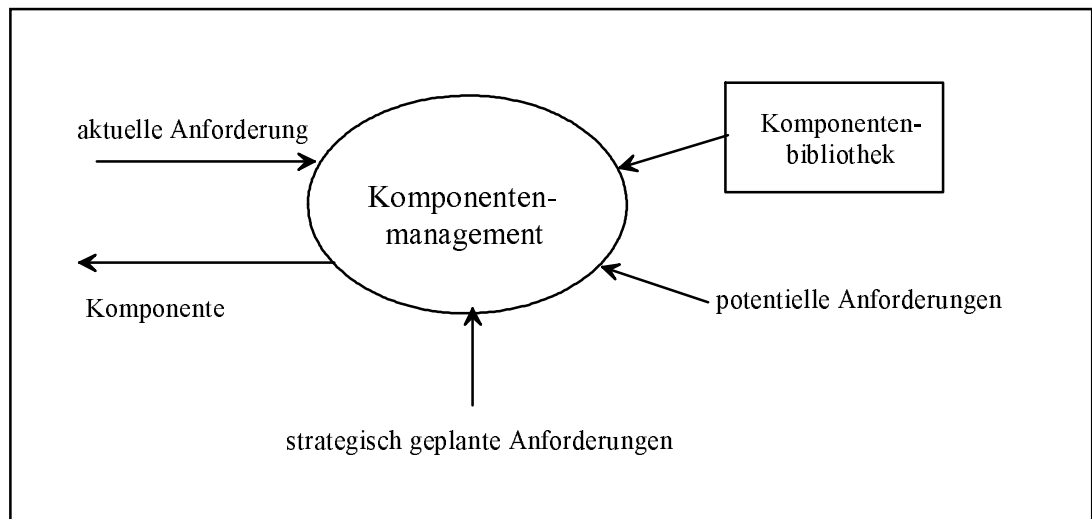 aktuelle Anforderung
Komponenten-
bibliothek
Komponenten-
management
Komponente
potentielle Anforderungen
strategisch geplante Anforderungen